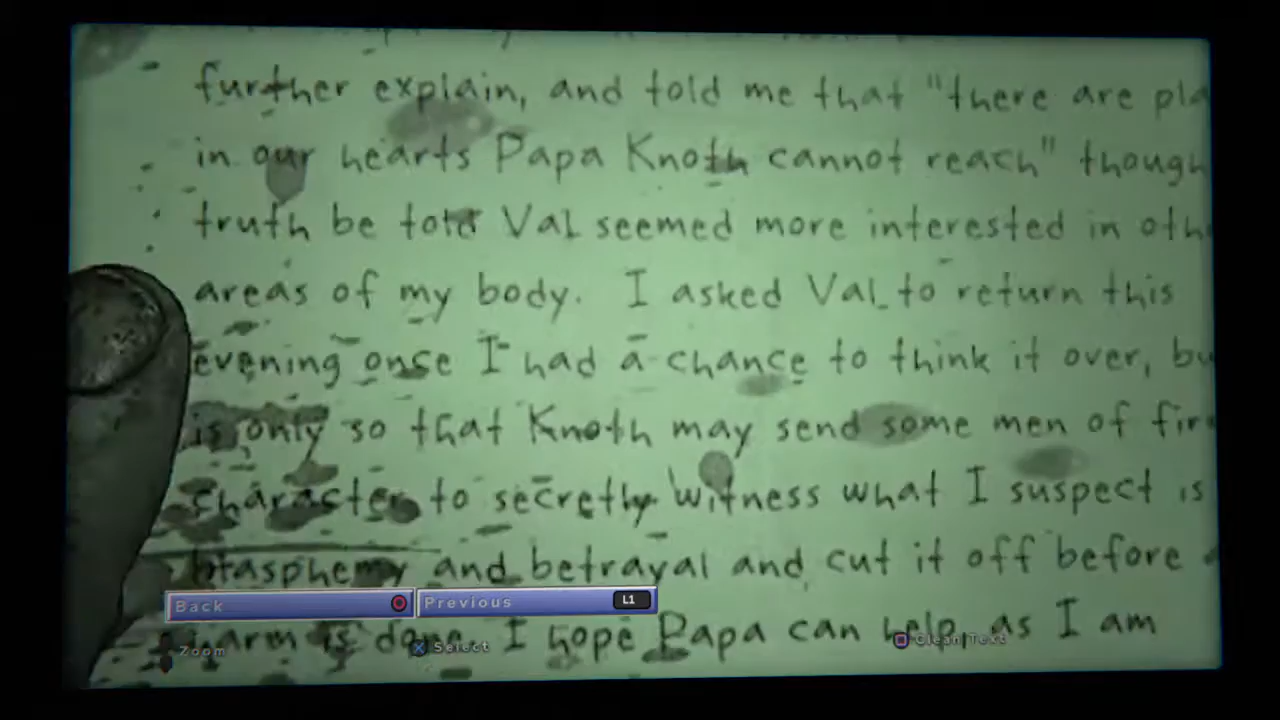 further explain, and told me that "there are pla
in our hearts Papa Knoth cannot reach" though
truth be told Val seemed more interested in oth
areas of my body. I asked Val to return this
evening onse I had a chance to think it over, bu
is only so that Knoth may send some men of fir
character to secretly witness what I suspect is
blasphemy and betrayal and cut it off before
harm is done. I hope Papa can help, as I am
Back
Previous
L1
Zoom
Select
Clean Text